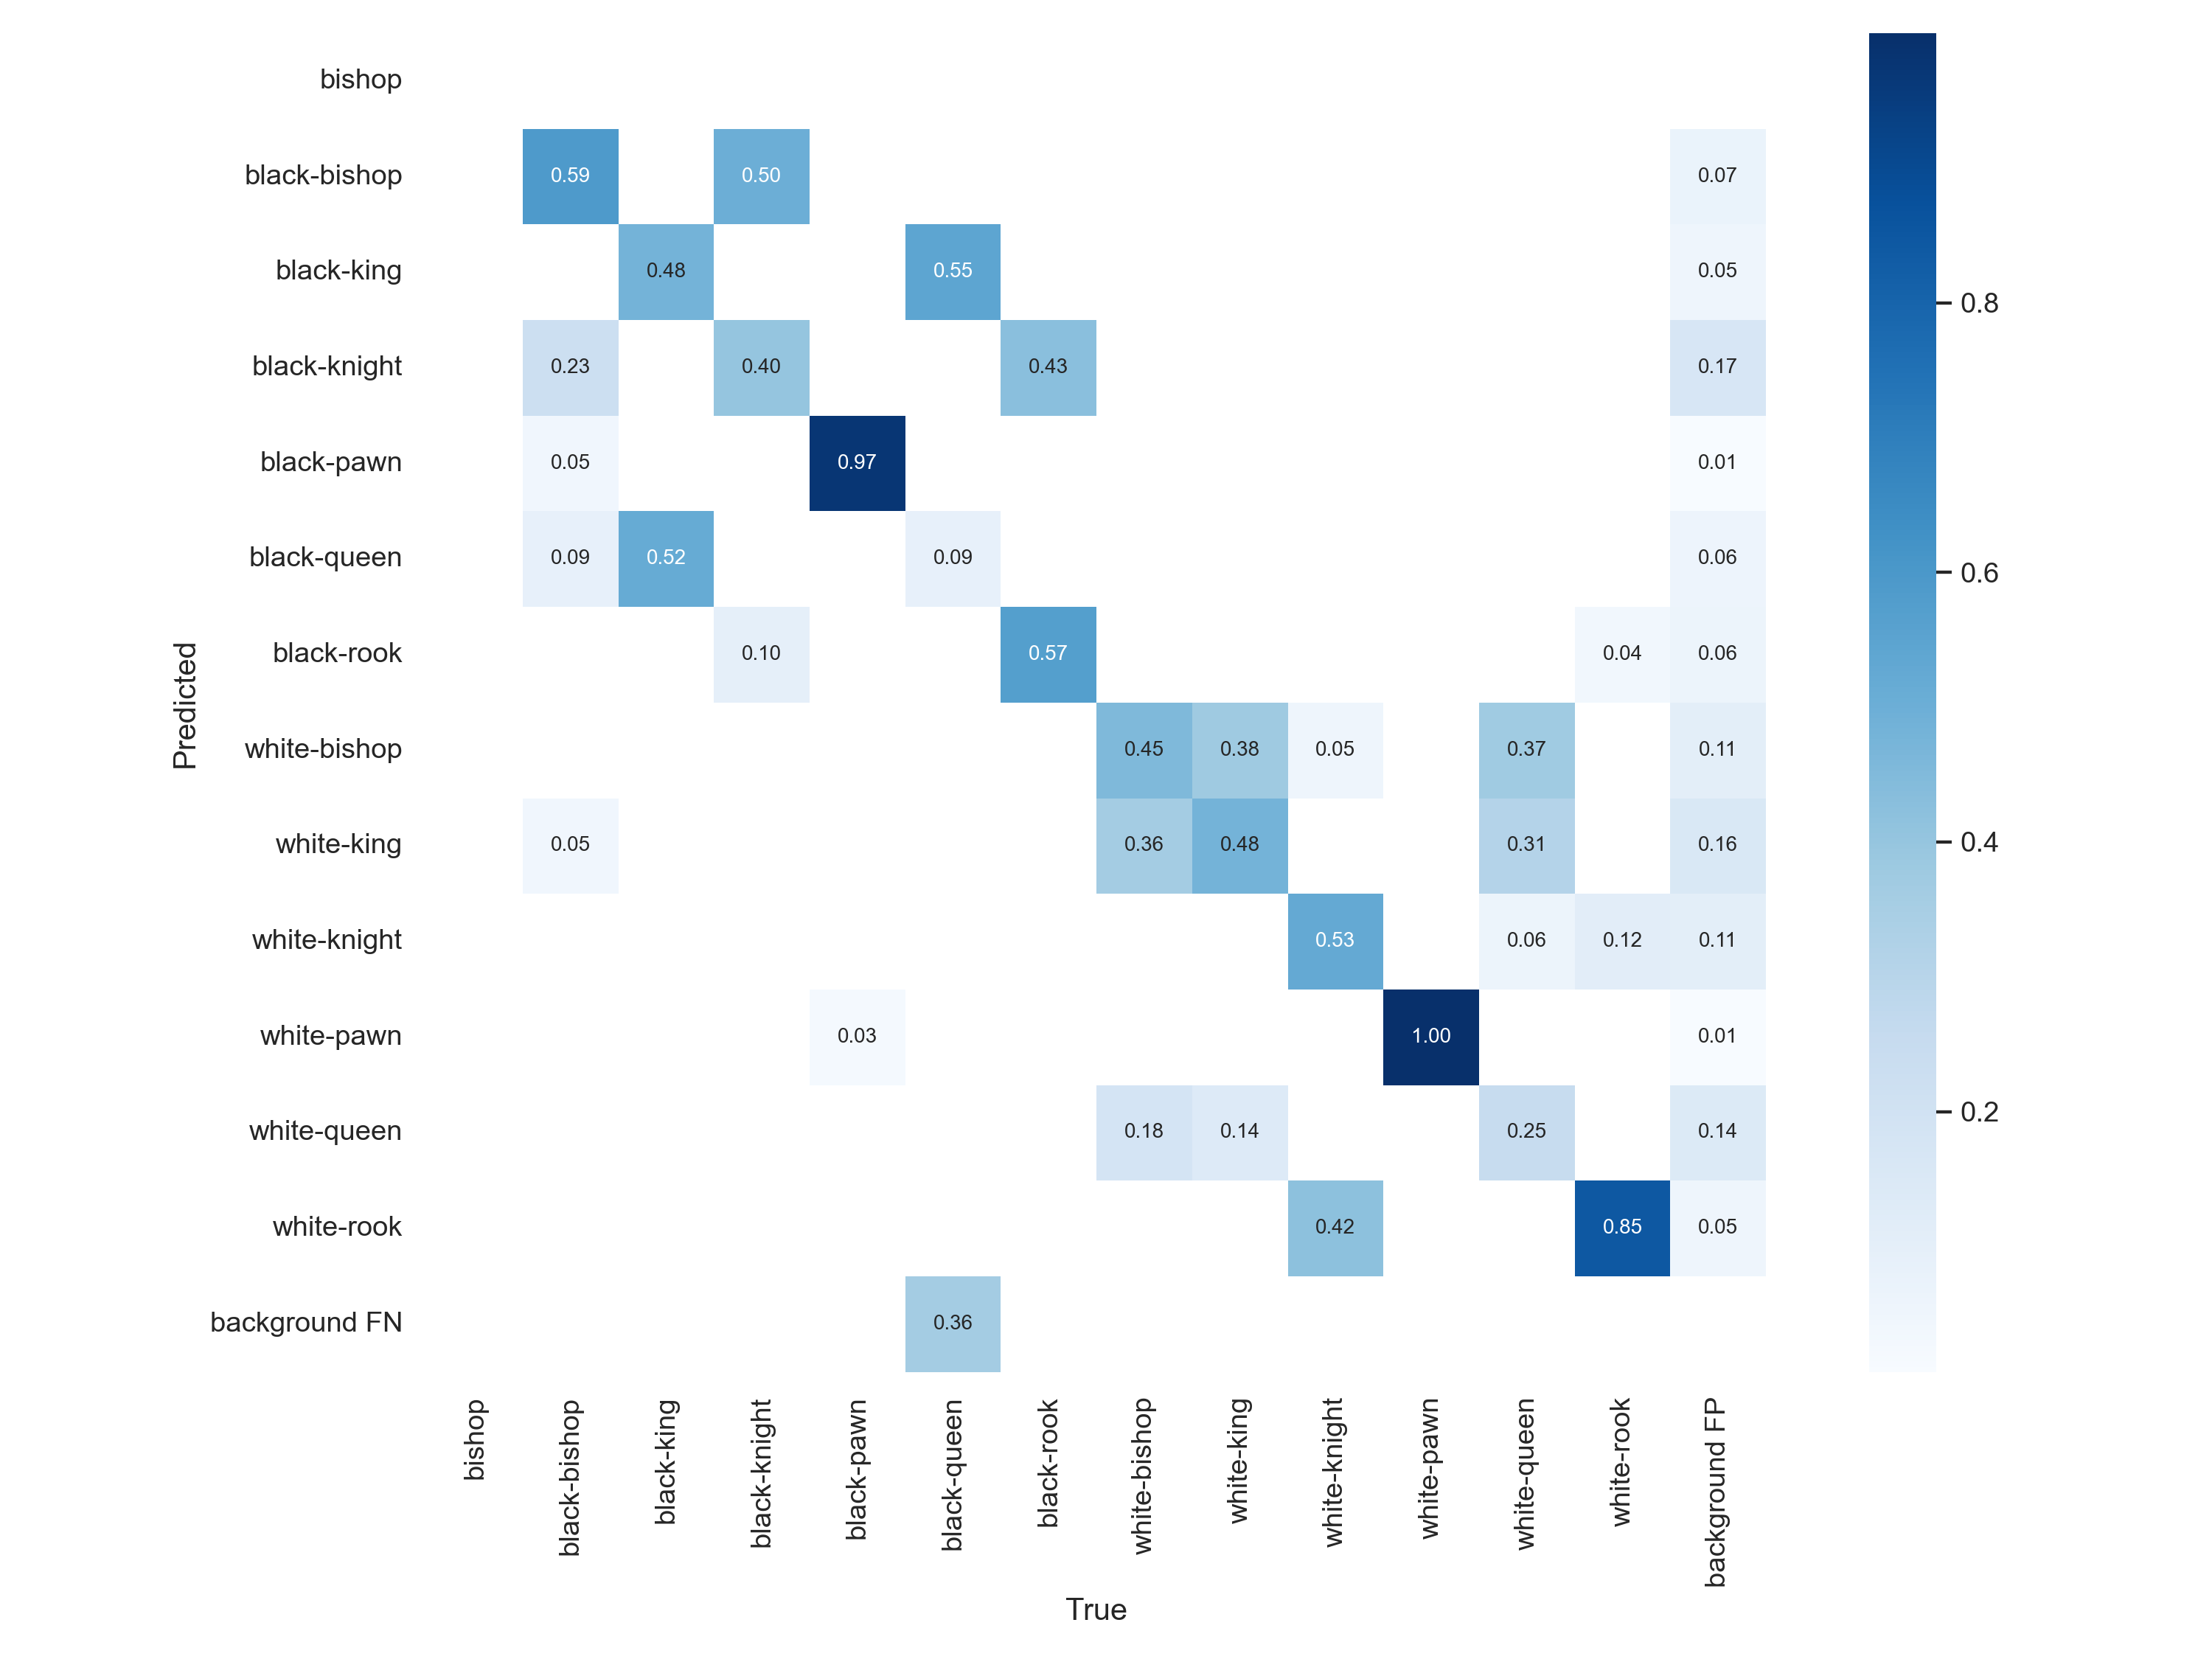 bishop
black-bishop 0.59 0.50 0.07
black-king 0.48 0.55 0.05
0.8
black-knight 0.23 0.40 0.43 0.17
black-pawn 0.05 0.97 0.01
black-queen 0.09 0.52 0.09 0.06
0.6
black-rook 0.10 0.57 0.04 0.06
Predicted
white-bishop 0.45 0.38 0.05 0.37 0.11
white-king 0.05 0.36 0.48 0.31 0.16
0.4
white-knight 0.53 0.06 0.12 0.11
white-pawn 0.03 1.00 0.01
white-queen 0.18 0.14 0.25 0.14
0.2
white-rook 0.42 0.85 0.05
background FN 0.36
bishop
black-bishop
black-king
black-knight
black-pawn
black-queen
black-rook
white-bishop
white-king
white-knight
white-pawn
white-queen
white-rook
background FP
True